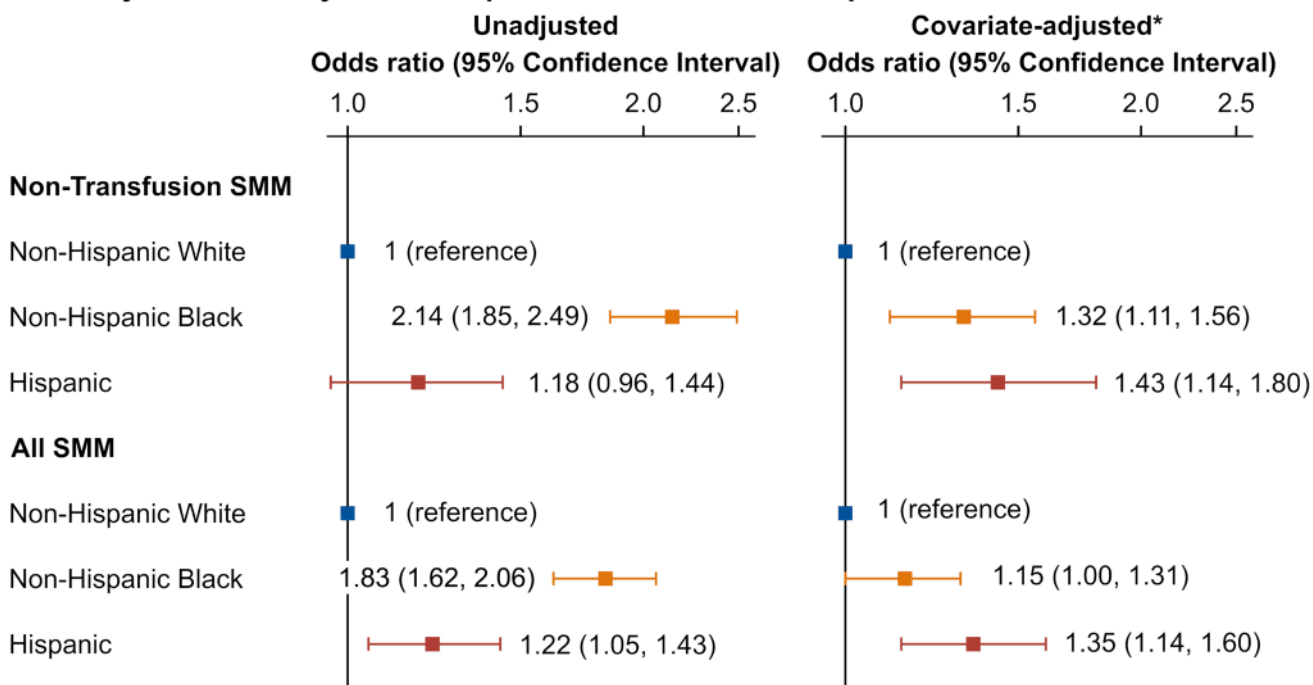 Unadjusted Covariate-adjusted*
Odds ratio (95% Confidence Interval) Odds ratio (95% Confidence Interval)
1.0 1.5 2.0 2.5 1.0 1.5 2.0 2.5
Non-Transfusion SMM
Non-Hispanic White 1 (reference) 1 (reference)
Non-Hispanic Black 2.14 (1.85, 2.49) 1.32 (1.11, 1.56)
Hispanic 1.18 (0.96, 1.44) 1.43 (1.14, 1.80)
All SMM
Non-Hispanic White 1 (reference) 1 (reference)
Non-Hispanic Black 1.83 (1.62, 2.06) 1.15 (1.00, 1.31)
Hispanic 1.22 (1.05, 1.43) 1.35 (1.14, 1.60)